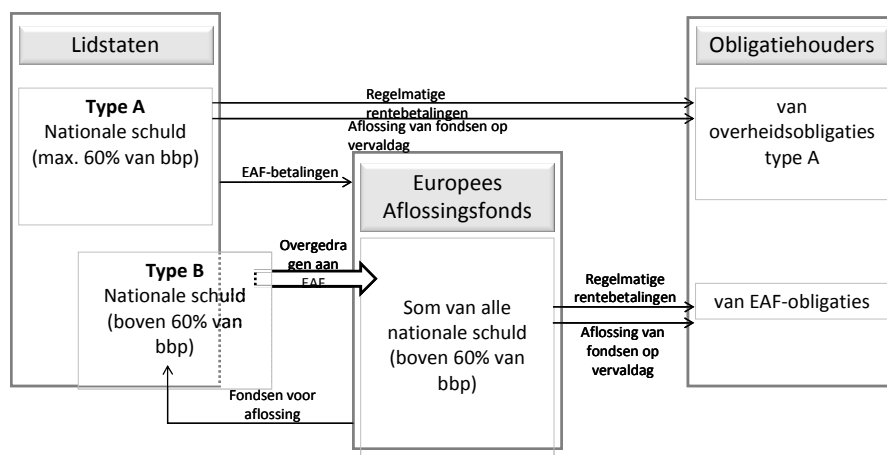 Lidstaten
Type A
Nationale schuld
(max. 60% van bbp)
Type B
Nationale schuld
(boven 60% van
bbp)
Regelmatige
rentebetalingen
Aflossing van fondsen op
vervaldag
EAF-betalingen
Overgedra
gen aan
EAF
Fondsen voor
aflossing
Europees
Aflossingsfonds
Som van alle
nationale schuld
(boven 60% van
bbp)
Regelmatige
rentebetalingen
Aflossing van
fondsen op
vervaldag
Obligatiehouders
van
overheidsobligaties
type A
van EAF-obligaties